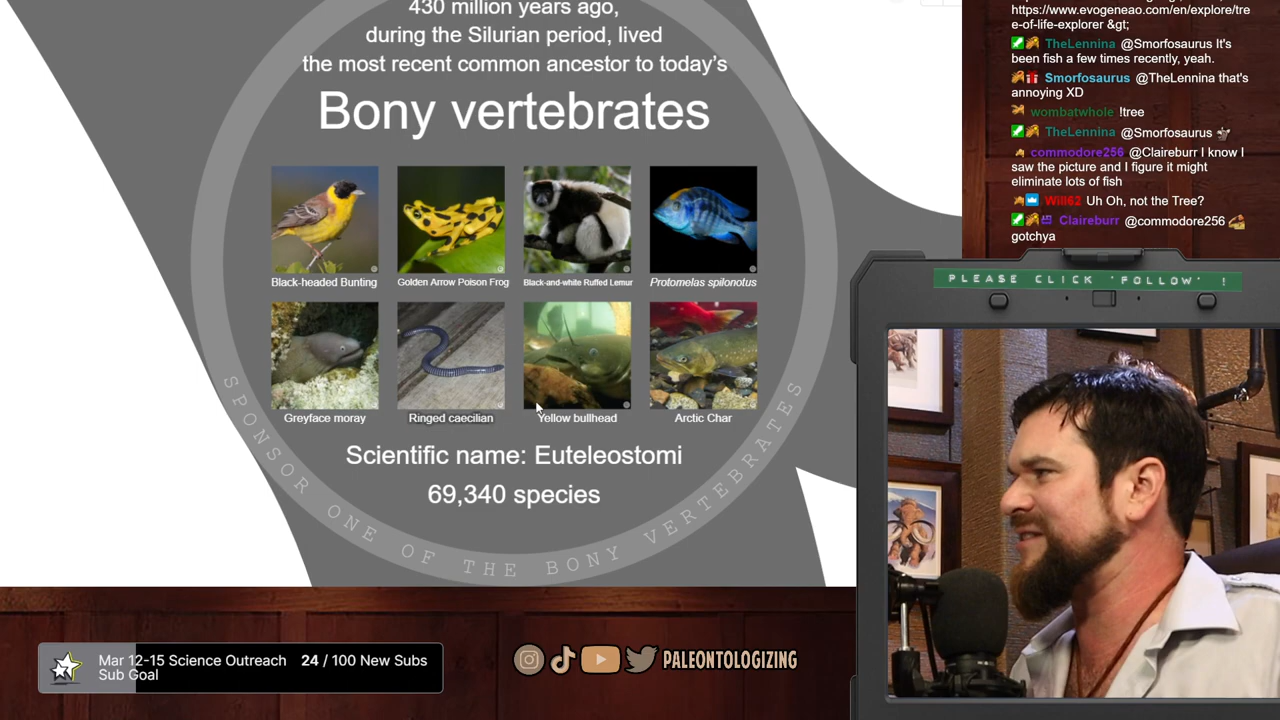 430 million years ago,
during the Silurian period, lived
the most recent common ancestor to today's
Bony vertebrates
Black-headed Bunting
Golden Arrow Poison Frog
Black-and-white Ruffed Lemur
Protomelas spilonotus
Greyface moray
Ringed caecilian
Yellow bullhead
Arctic Char
Scientific name: Euteleostomi
69,340 species
SPONSOR ONE OF THE BONY VERTEBRATES
https://www.evogeneao.com/en/explore/tre
e-of-life-explorer &gt;
TheLennina @Smorfosaurus It's
been fish a few times recently, yeah.
Smorfosaurus @TheLennina that's
annoying XD
wombatwhole !tree
TheLennina @Smorfosaurus
commodore256 @Claireburr I know I
saw the picture and I figure it might
eliminate lots of fish
Will62 Uh Oh, not the Tree?
Claireburr @commodore256
gotchya
PLEASE CLICK 'FOLLOW' !
Mar 12-15 Science Outreach 24 / 100 New Subs
Sub Goal
PALEONTOLOGIZING